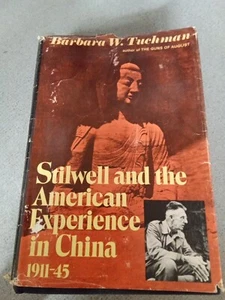 Barbara W. Tuchman
author of THE GUNS OF AUGUST
Stilwell and the
American
Experience
in China
1911-45